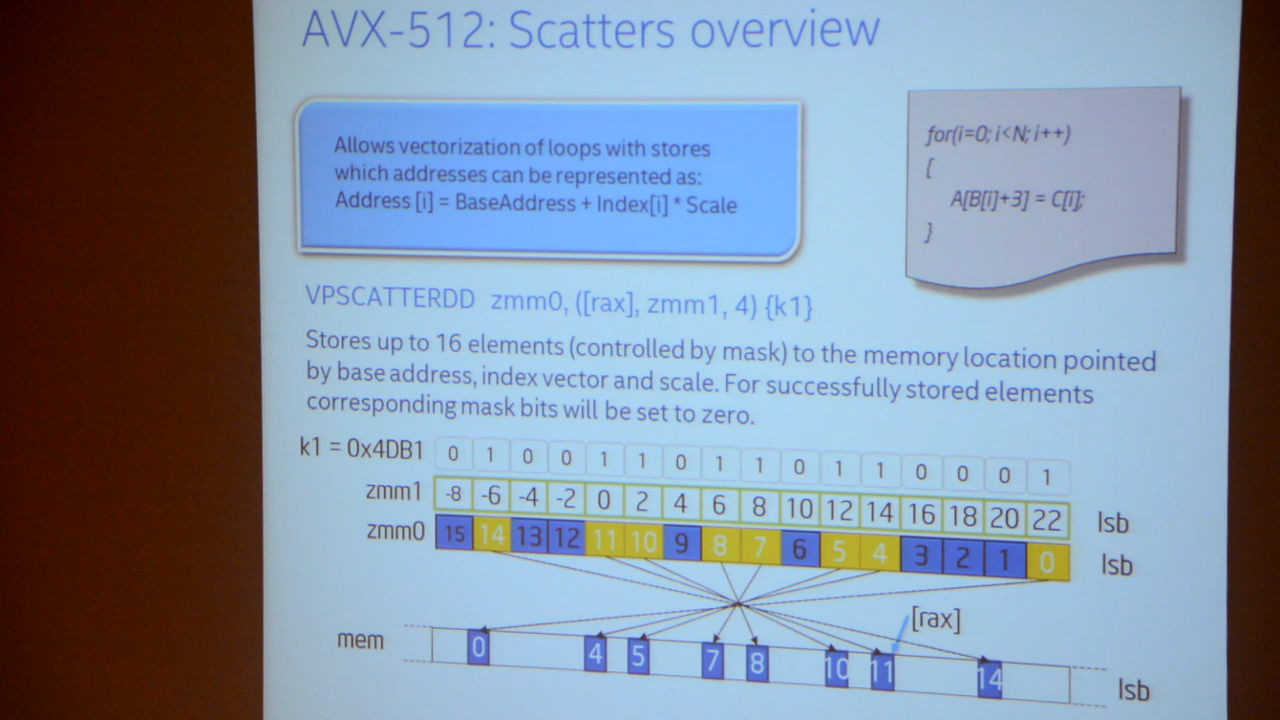 AVX-512: Scatters overview
Allows vectorization of loops with stores
which addresses can be represented as:
Address [i] = BaseAddress + Index[i] * Scale
for(i=0; i<N; i++)
{
A[B[i]+3] = C[i];
}
VPSCATTERDD zmm0, ([rax], zmm1, 4) {k1}
Stores up to 16 elements (controlled by mask) to the memory location pointed
by base address, index vector and scale. For successfully stored elements
corresponding mask bits will be set to zero.
k1 = 0x4DB1 0 1 0 0 1 1 0 1 1 0 1 1 0 0 0 1
zmm1 -8 -6 -4 -2 0 2 4 6 8 10 12 14 16 18 20 22 lsb
zmm0 15 14 13 12 11 10 9 8 7 6 5 4 3 2 1 0 lsb
[rax]
mem 0 4 5 7 8 10 11 14 lsb